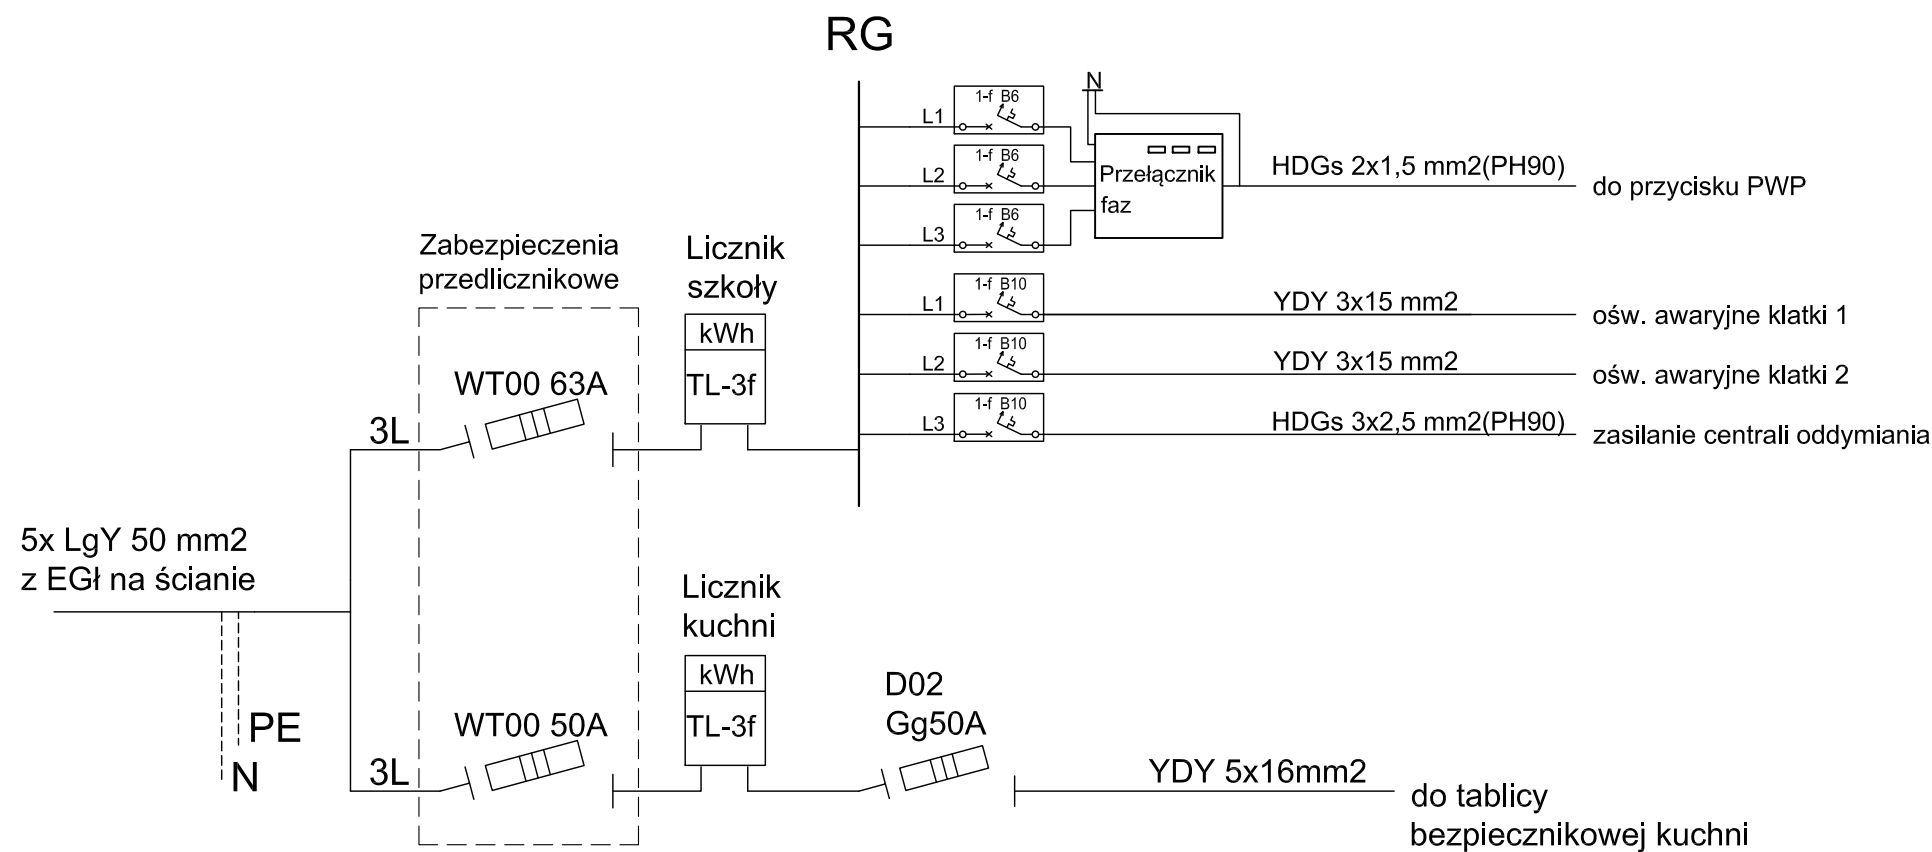 RG
N
1-f B6
L1
1-f B6
L2
1-f B6
L3
Przełącznik
faz
HDGs 2x1,5 mm2(PH90)
do przycisku PWP
1-f B10
L1
YDY 3x15 mm2
ośw. awaryjne klatki 1
1-f B10
L2
YDY 3x15 mm2
ośw. awaryjne klatki 2
1-f B10
L3
HDGs 3x2,5 mm2(PH90)
zasilanie centrali oddymiania
Zabezpieczenia
przedlicznikowe
Licznik
szkoły
kWh
TL-3f
WT00 63A
3L
5x LgY 50 mm2
z EGł na ścianie
PE
N
Licznik
kuchni
kWh
TL-3f
WT00 50A
3L
D02
Gg50A
YDY 5x16mm2
do tablicy
bezpiecznikowej kuchni